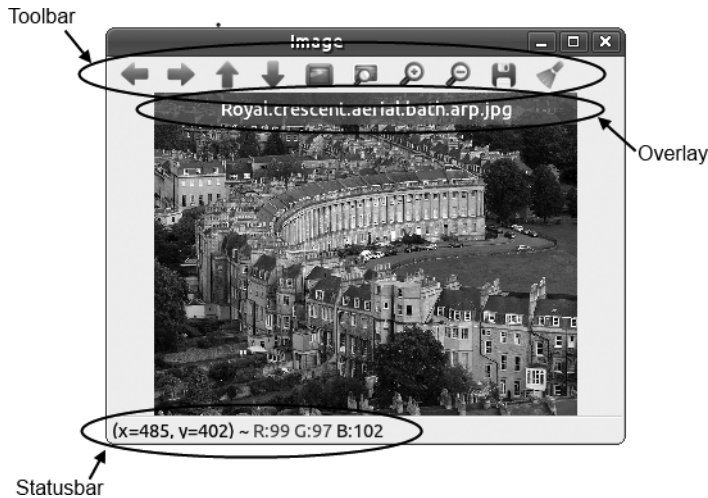 Toolbar
Image
Royal.crescent.aerial.bath.arp.jpg
Overlay
(x=485, y=402) ~ R:99 G:97 B:102
Statusbar